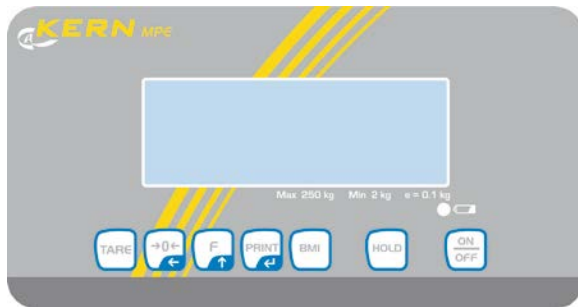 KERN MPE
Max 250 kg Min 2 kg e = 0.1 kg
TARE →0← F PRINT BMI HOLD ON
OFF